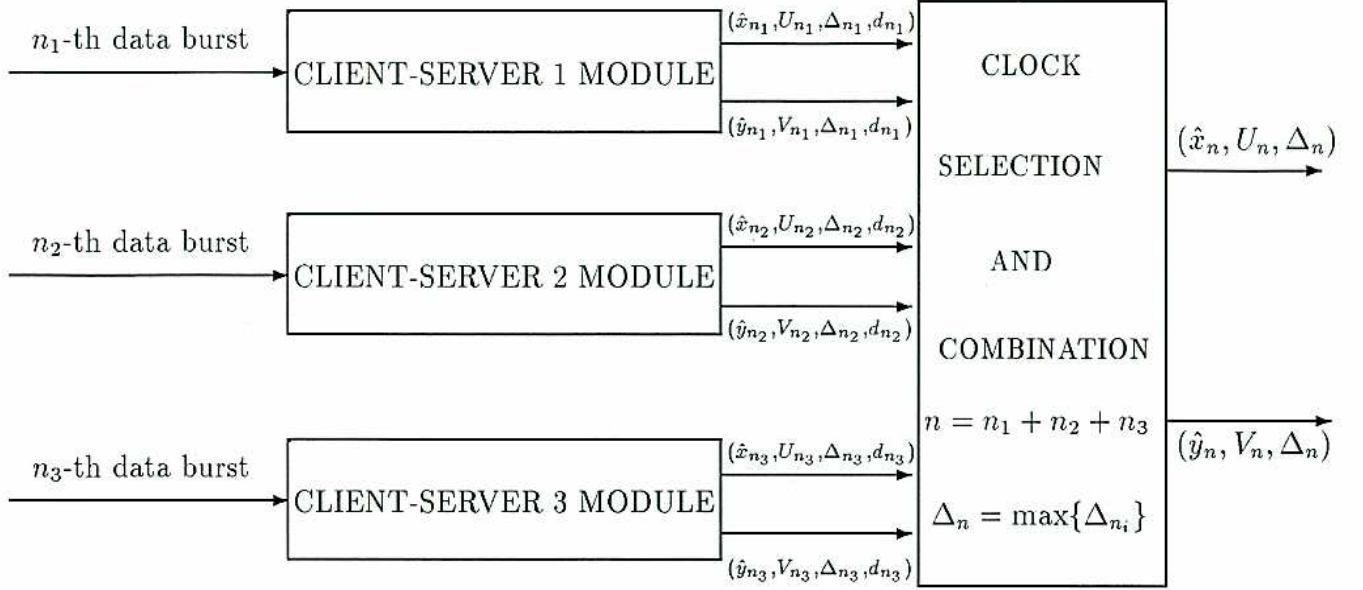 n₁-th data burst
CLIENT-SERVER 1 MODULE
(x̂ₙ₁,Uₙ₁,Δₙ₁,dₙ₁)
(ŷₙ₁,Vₙ₁,Δₙ₁,dₙ₁)
n₂-th data burst
CLIENT-SERVER 2 MODULE
(x̂ₙ₂,Uₙ₂,Δₙ₂,dₙ₂)
(ŷₙ₂,Vₙ₂,Δₙ₂,dₙ₂)
n₃-th data burst
CLIENT-SERVER 3 MODULE
(x̂ₙ₃,Uₙ₃,Δₙ₃,dₙ₃)
(ŷₙ₃,Vₙ₃,Δₙ₃,dₙ₃)
CLOCK
SELECTION
AND
COMBINATION
n = n₁ + n₂ + n₃
Δₙ = max{Δₙᵢ}
(x̂ₙ, Uₙ, Δₙ)
(ŷₙ, Vₙ, Δₙ)